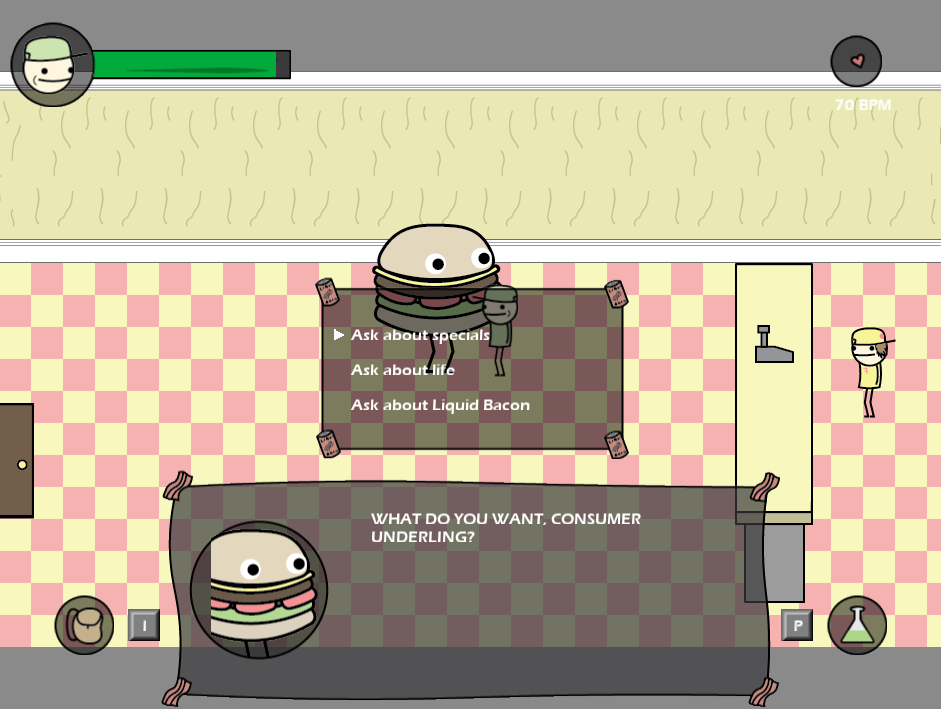 70 BPM
Ask about specials
Ask about life
Ask about Liquid Bacon
WHAT DO YOU WANT, CONSUMER
UNDERLING?
I
P